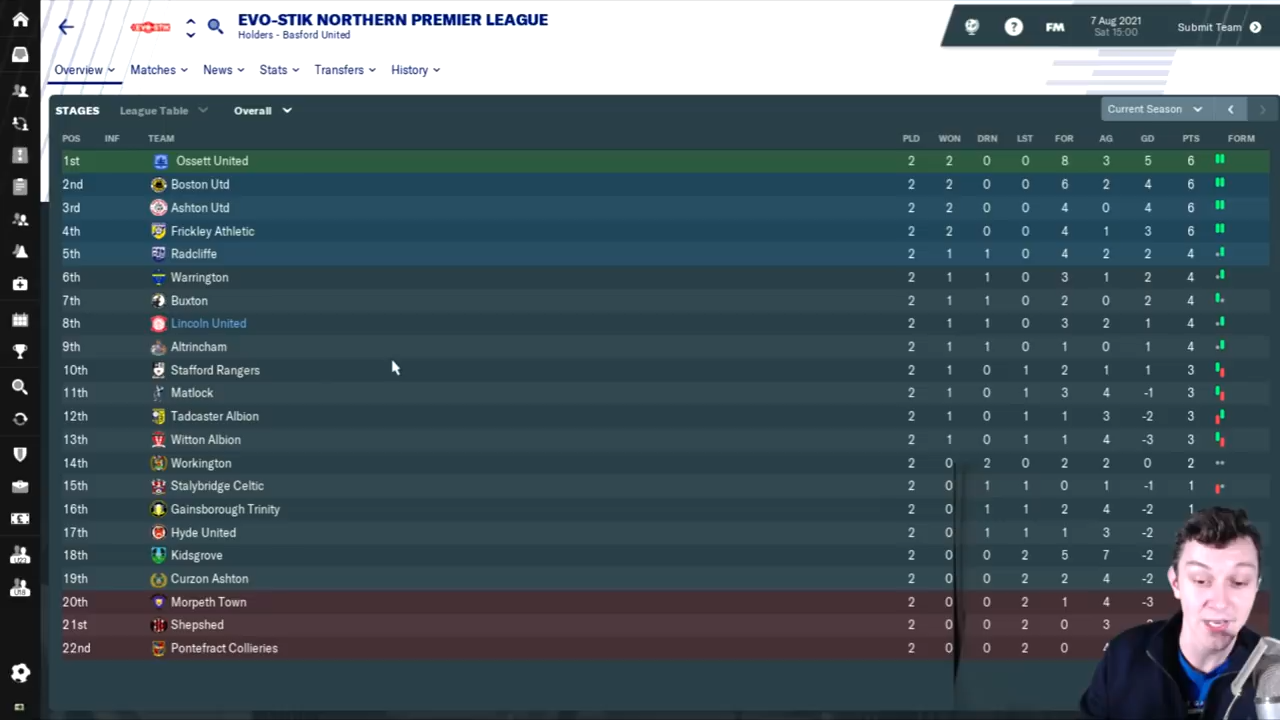 EVO-STIK NORTHERN PREMIER LEAGUE
Holders - Basford United
EVO-STIK
FM
7 Aug 2021
Sat 15:00
Submit Team
Overview Matches News Stats Transfers History
STAGES League Table Overall Current Season
POS INF TEAM PLD WON DRN LST FOR AG GD PTS FORM
1st Ossett United 2 2 0 0 8 3 5 6
2nd Boston Utd 2 2 0 0 6 2 4 6
3rd Ashton Utd 2 2 0 0 4 0 4 6
4th Frickley Athletic 2 2 0 0 4 1 3 6
5th Radcliffe 2 1 1 0 4 2 2 4
6th Warrington 2 1 1 0 3 1 2 4
7th Buxton 2 1 1 0 2 0 2 4
8th Lincoln United 2 1 1 0 3 2 1 4
9th Altrincham 2 1 1 0 1 0 1 4
10th Stafford Rangers 2 1 0 1 2 1 1 3
11th Matlock 2 1 0 1 3 4 -1 3
12th Tadcaster Albion 2 1 0 1 1 3 -2 3
13th Witton Albion 2 1 0 1 1 4 -3 3
14th Workington 2 0 2 0 2 2 0 2
15th Stalybridge Celtic 2 0 1 1 0 1 -1 1
16th Gainsborough Trinity 2 0 1 1 2 4 -2 1
17th Hyde United 2 0 1 1 1 3 -2
18th Kidsgrove 2 0 0 2 5 7 -2
19th Curzon Ashton 2 0 0 2 2 4 -2
20th Morpeth Town 2 0 0 2 1 4 -3
21st Shepshed 2 0 0 2 0 3
22nd Pontefract Collieries 2 0 0 2 0
U23
U18